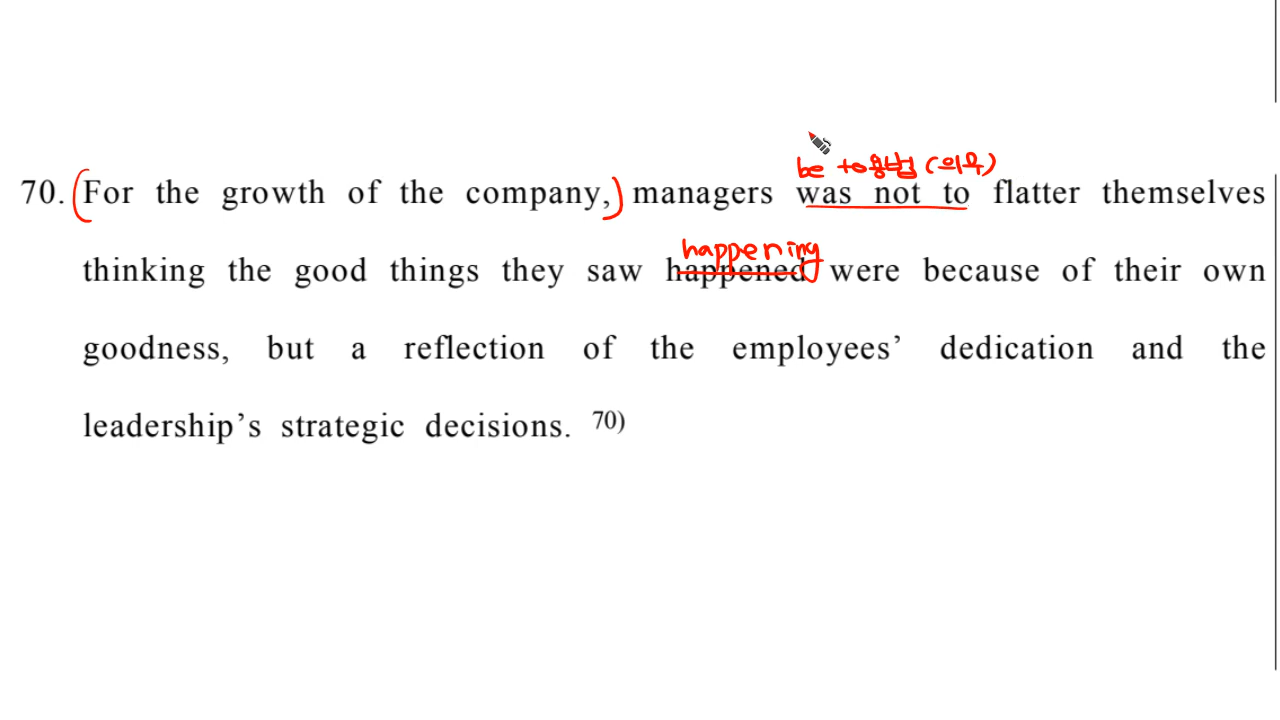 be to용법 (의무)
70. (For the growth of the company,) managers was not to flatter themselves
happening
thinking the good things they saw happened were because of their own
goodness, but a reflection of the employees’ dedication and the
leadership’s strategic decisions. 70)